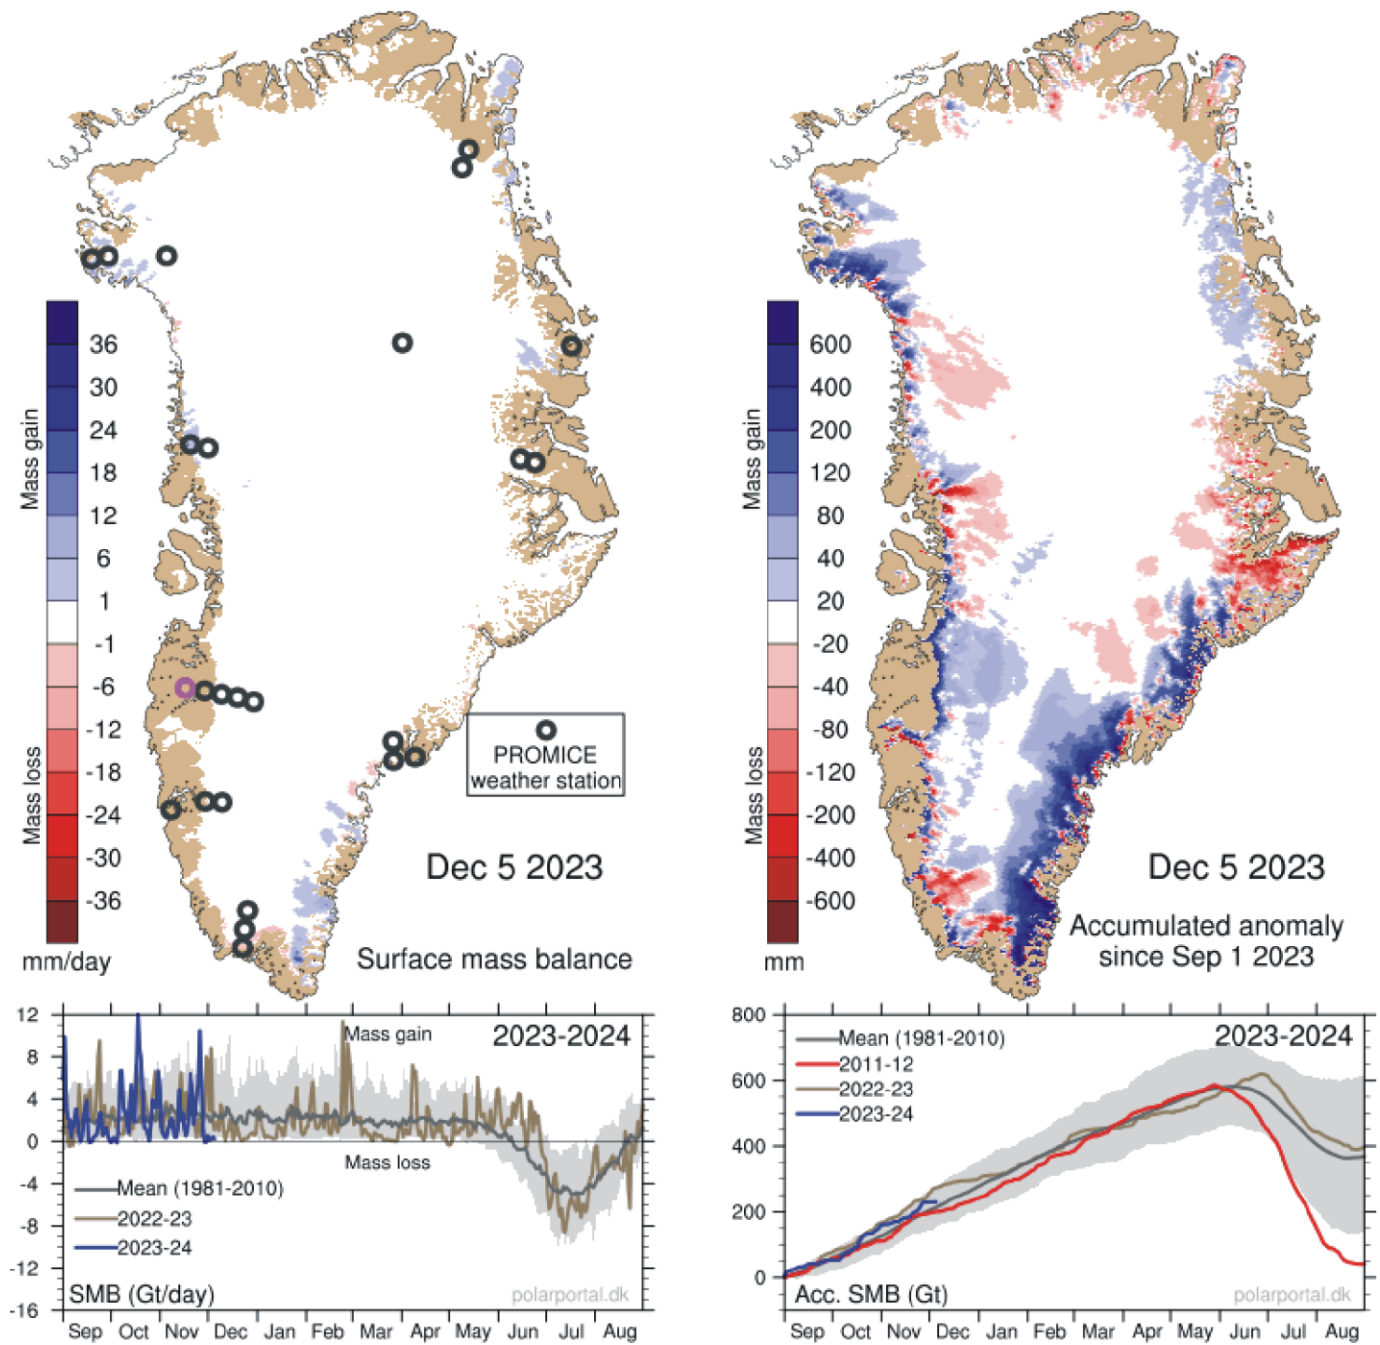 36
30
24
18
12
6
1
-1
-6
-12
-18
-24
-30
-36
Mass gain
Mass loss
mm/day
PROMICE
weather station
Dec 5 2023
Surface mass balance
600
400
200
120
80
40
20
-20
-40
-80
-120
-200
-400
-600
Mass gain
Mass loss
mm
Dec 5 2023
Accumulated anomaly
since Sep 1 2023
12
8
4
0
-4
-8
-12
-16
Mass gain
2023-2024
Mass loss
Mean (1981-2010)
2022-23
2023-24
SMB (Gt/day)
polarportal.dk
Sep Oct Nov Dec Jan Feb Mar Apr May Jun Jul Aug
800
600
400
200
0
Mean (1981-2010)
2023-2024
2011-12
2022-23
2023-24
Acc. SMB (Gt)
polarportal.dk
Sep Oct Nov Dec Jan Feb Mar Apr May Jun Jul Aug